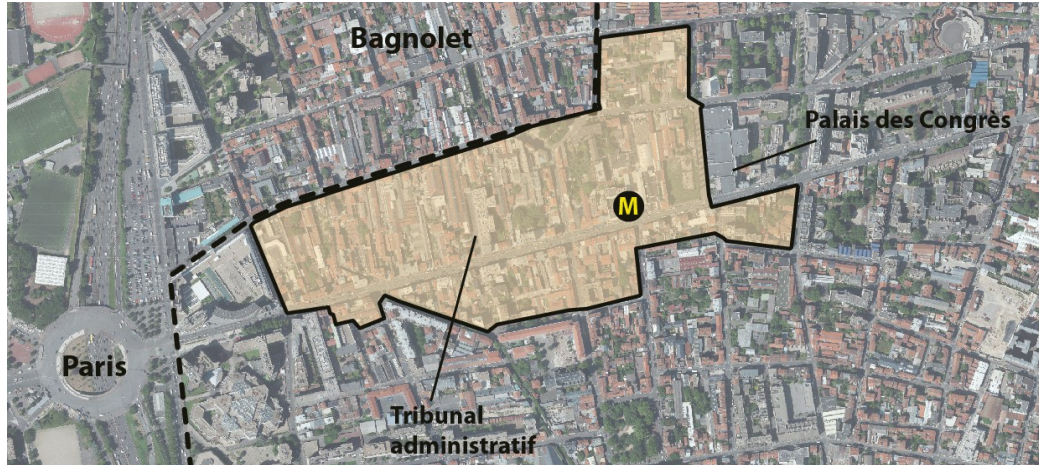 Bagnolet
Palais des Congrès
M
Paris
Tribunal
administratif